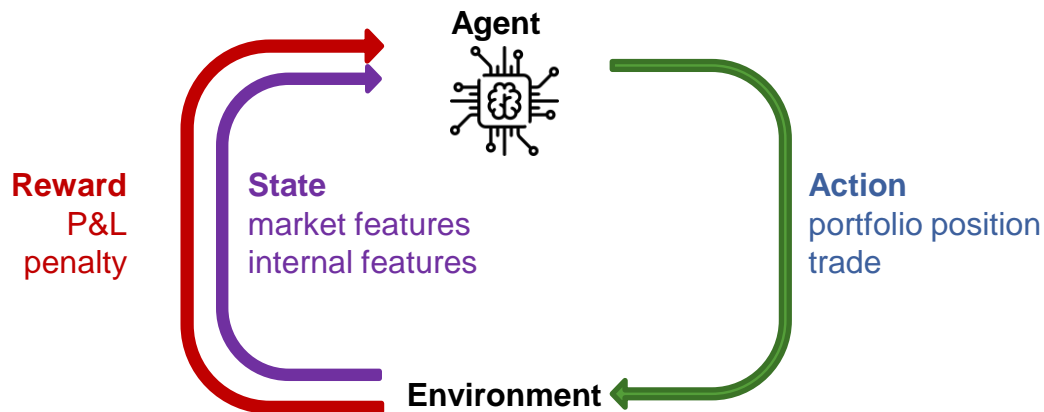 Agent
Reward
P&L
penalty
State
market features
internal features
Action
portfolio position
trade
Environment